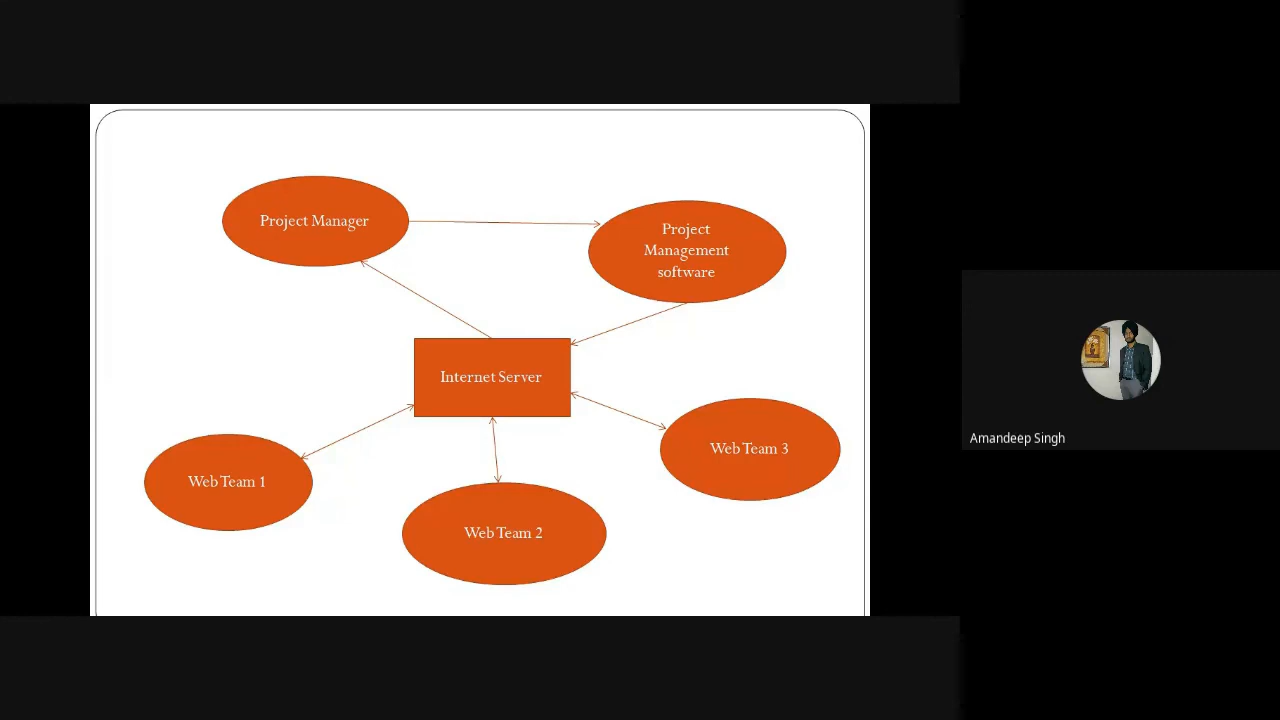 Project Manager
Project
Management
software
Internet Server
Web Team 3
Web Team 1
Web Team 2
Amandeep Singh